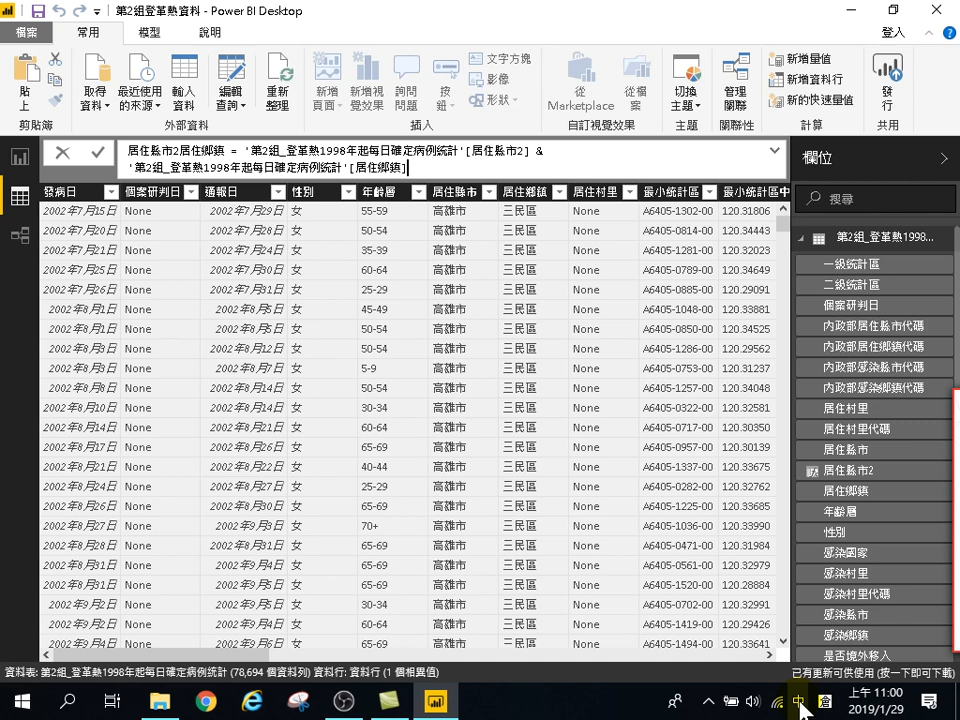 第2組登革熱資料 - Power BI Desktop
檔案 常用 模型 說明 登入
貼上
剪貼簿
取得資料 最近使用的來源 輸入資料 編輯查詢 重新整理
外部資料
新增頁面 新增視覺效果 詢問問題 按鈕 文字方塊 影像 圖形
插入
從 Marketplace 從檔案
自訂視覺效果
切換主題
主題
管理關聯
關聯性
新增量值
新增資料行
新的快速量值
計算
發行
共用
居住縣市2居住鄉鎮 = '第2組_登革熱1998年起每日確定病例統計'[居住縣市2] &
'第2組_登革熱1998年起每日確定病例統計'[居住鄉鎮]
發病日 個案研判日 通報日 性別 年齡層 居住縣市 居住鄉鎮 居住村里 最小統計區 最小統計區中
2002年7月15日 None 2002年7月29日 女 55-59 高雄市 三民區 None A6405-1302-00 120.31806
2002年7月20日 None 2002年7月28日 女 50-54 高雄市 三民區 None A6405-0814-00 120.34443
2002年7月21日 None 2002年7月24日 女 35-39 高雄市 三民區 None A6405-1281-00 120.32023
2002年7月25日 None 2002年7月30日 女 60-64 高雄市 三民區 None A6405-0789-00 120.34649
2002年7月26日 None 2002年7月31日 女 25-29 高雄市 三民區 None A6405-0885-00 120.29091
2002年8月1日 None 2002年8月5日 女 45-49 高雄市 三民區 None A6405-1048-00 120.33881
2002年8月1日 None 2002年8月5日 女 50-54 高雄市 三民區 None A6405-0850-00 120.34525
2002年8月3日 None 2002年8月12日 女 50-54 高雄市 三民區 None A6405-1286-00 120.29562
2002年8月3日 None 2002年8月7日 女 5-9 高雄市 三民區 None A6405-0753-00 120.31237
2002年8月8日 None 2002年8月14日 女 50-54 高雄市 三民區 None A6405-1257-00 120.34048
2002年8月10日 None 2002年8月14日 女 30-34 高雄市 三民區 None A6405-0322-00 120.32581
2002年8月14日 None 2002年8月21日 女 60-64 高雄市 三民區 None A6405-0717-00 120.30350
2002年8月17日 None 2002年8月26日 女 65-69 高雄市 三民區 None A6405-0957-00 120.30139
2002年8月21日 None 2002年8月22日 女 40-44 高雄市 三民區 None A6405-1337-00 120.33675
2002年8月24日 None 2002年8月27日 女 25-29 高雄市 三民區 None A6405-0282-00 120.32762
2002年8月26日 None 2002年8月30日 女 65-69 高雄市 三民區 None A6405-1225-00 120.33685
2002年8月27日 None 2002年9月3日 女 70+ 高雄市 三民區 None A6405-1036-00 120.33990
2002年8月28日 None 2002年8月31日 女 65-69 高雄市 三民區 None A6405-0471-00 120.31984
2002年8月31日 None 2002年9月4日 女 65-69 高雄市 三民區 None A6405-0561-00 120.32979
2002年8月31日 None 2002年9月5日 女 65-69 高雄市 三民區 None A6405-1520-00 120.28884
2002年9月2日 None 2002年9月5日 女 30-34 高雄市 三民區 None A6405-0702-00 120.32991
2002年9月2日 None 2002年9月4日 女 60-64 高雄市 三民區 None A6405-1419-00 120.29426
2002年9月4日 None 2002年9月6日 女 65-69 高雄市 三民區 None A6405-1494-00 120.33641
欄位
搜尋
第2組_登革熱1998...
一級統計區
二級統計區
個案研判日
內政部居住縣市代碼
內政部居住鄉鎮代碼
內政部感染縣市代碼
內政部感染鄉鎮代碼
居住村里
居住村里代碼
居住縣市
居住縣市2
居住鄉鎮
年齡層
性別
感染國家
感染村里
感染村里代碼
感染縣市
感染鄉鎮
是否境外移入
資料表: 第2組_登革熱1998年起每日確定病例統計 (78,694 個資料列) 資料行: 資料行 (1 個相異值)
已有更新可供使用 (按一下即可下載)
中 倉 上午 11:00
2019/1/29